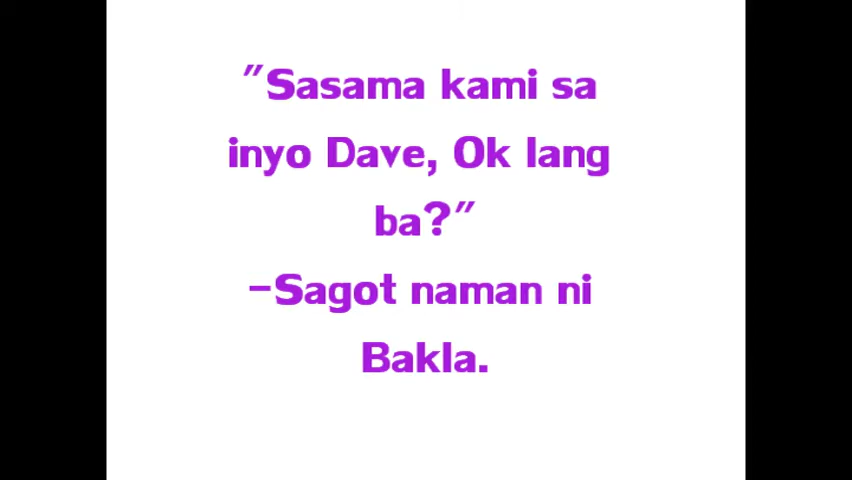 "Sasama kami sa
inyo Dave, Ok lang
ba?"
-Sagot naman ni
Bakla.